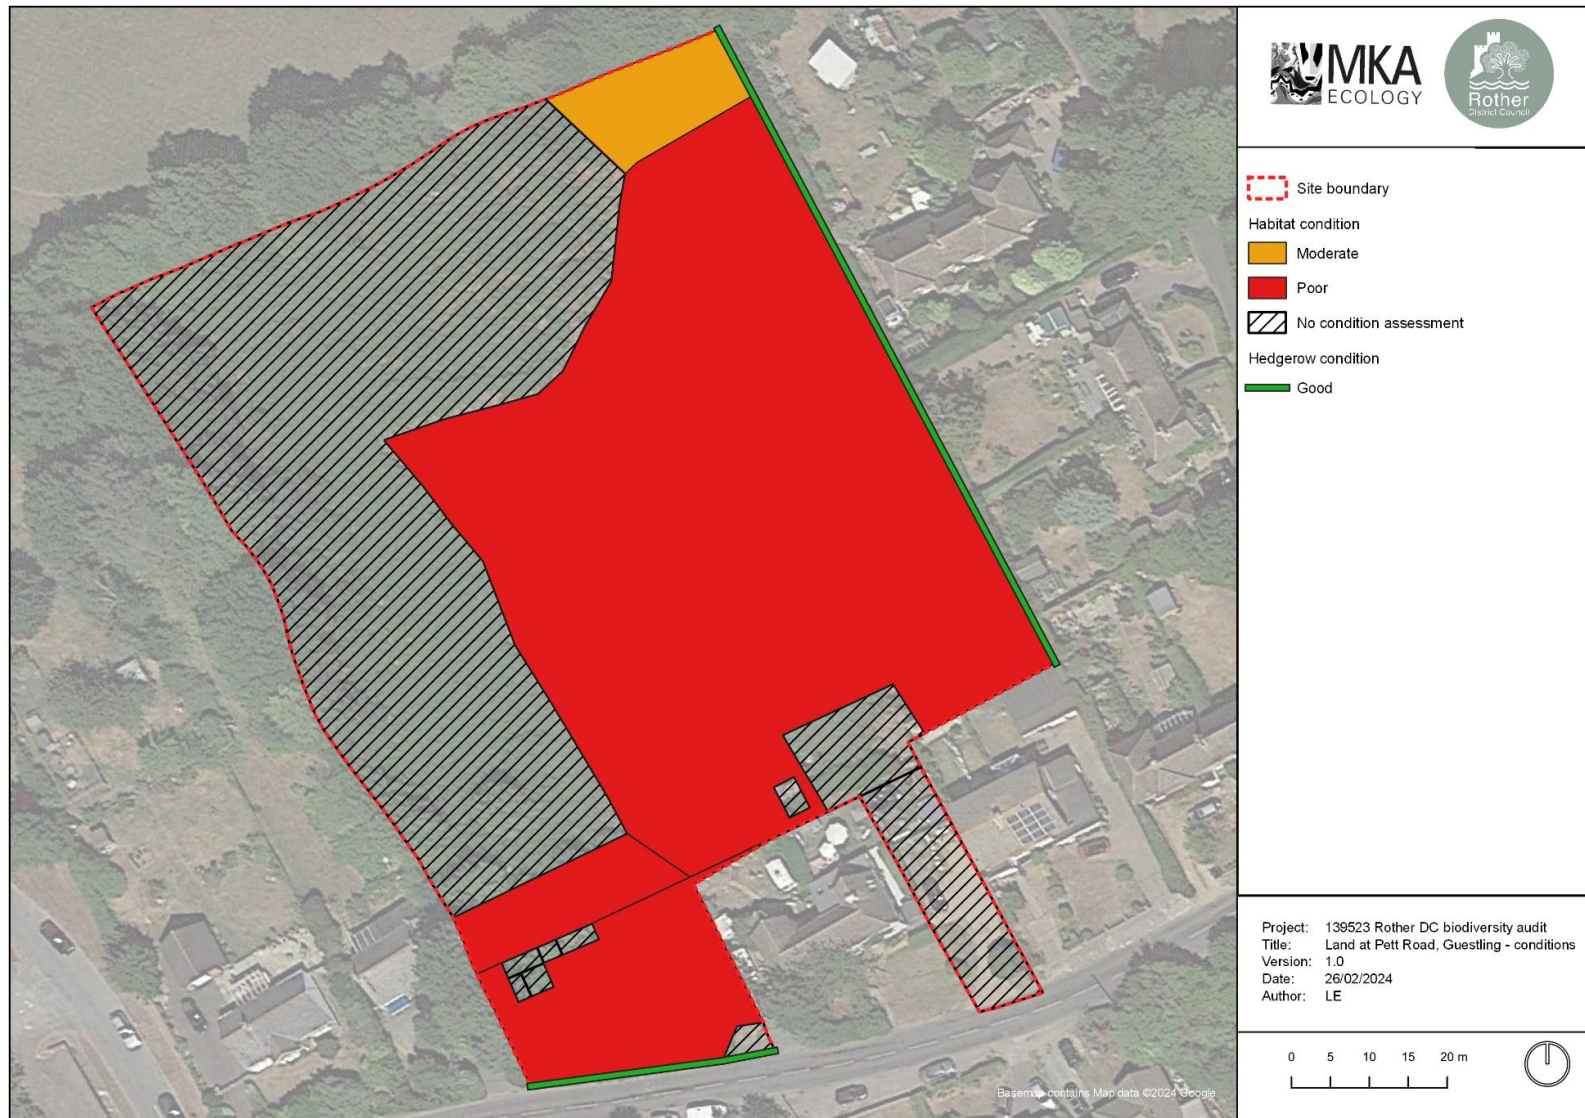 MKA
ECOLOGY
Rother
District Council
Site boundary
Habitat condition
Moderate
Poor
No condition assessment
Hedgerow condition
Good
Project: 139523 Rother DC biodiversity audit
Title: Land at Pett Road, Guestling - conditions
Version: 1.0
Date: 26/02/2024
Author: LE
0 5 10 15 20 m
Basemap contains Map data ©2024 Google